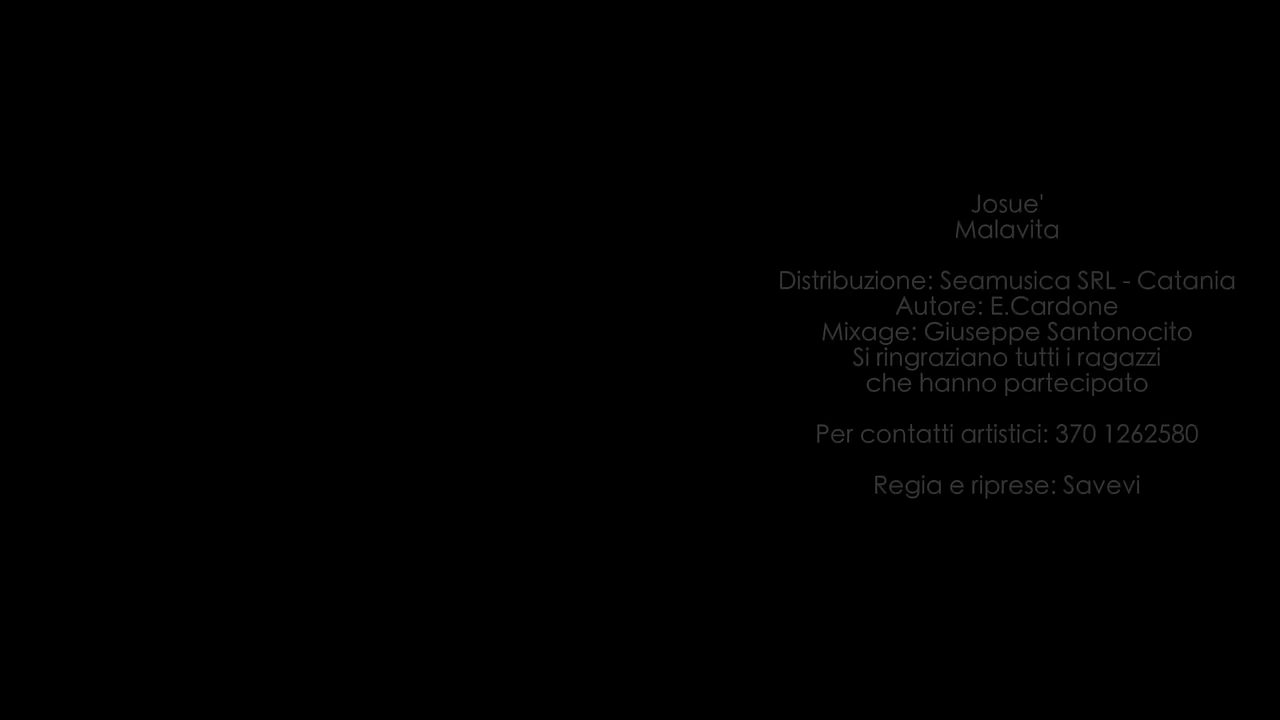 Josue'
Malavita
Distribuzione: Seamusica SRL - Catania
Autore: E.Cardone
Mixage: Giuseppe Santonocito
Si ringraziano tutti i ragazzi
che hanno partecipato
Per contatti artistici: 370 1262580
Regia e riprese: Savevi